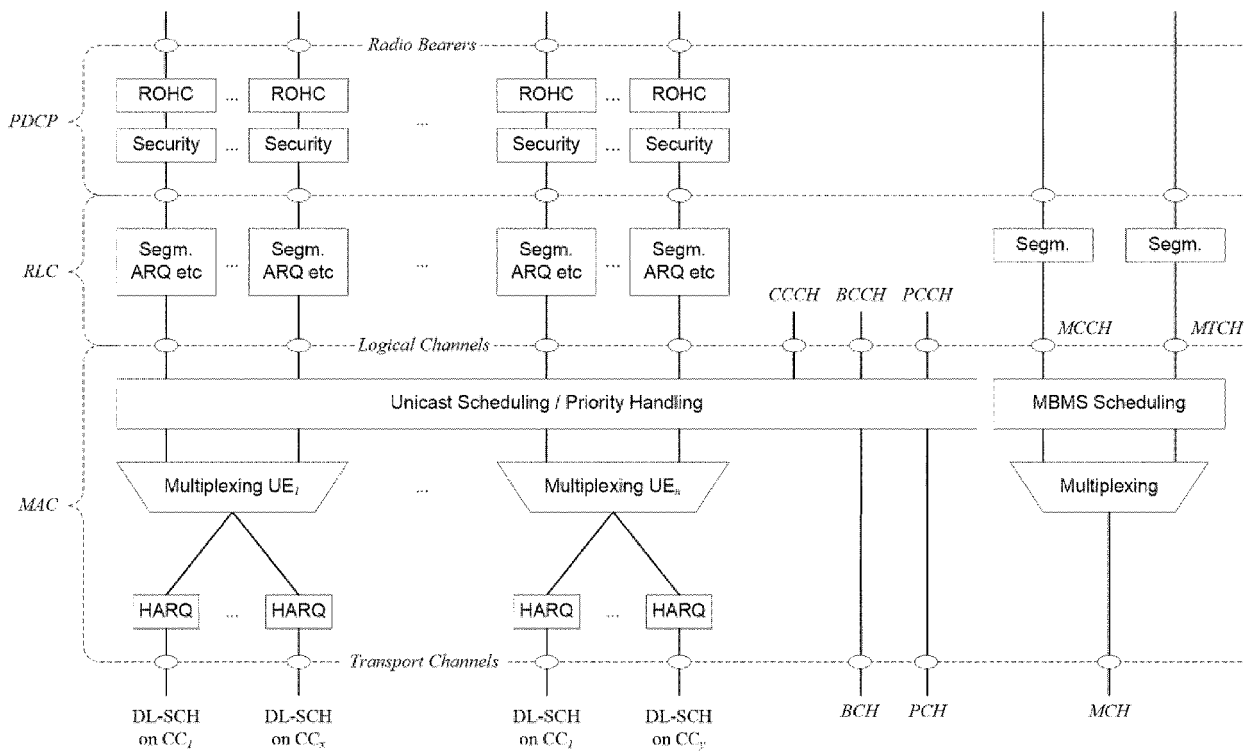 Radio Bearers
ROHC ... ROHC ROHC ... ROHC
PDCP ...
Security ... Security Security ... Security
Segm. ARQ etc ... Segm. ARQ etc ... Segm. ARQ etc ... Segm. ARQ etc Segm. Segm.
RLC
CCCH BCCH PCCH
MCCH MTCH
Logical Channels
Unicast Scheduling / Priority Handling MBMS Scheduling
Multiplexing UE1 ... Multiplexing UEn Multiplexing
MAC
HARQ ... HARQ HARQ ... HARQ
Transport Channels
DL-SCH DL-SCH DL-SCH DL-SCH BCH PCH MCH
on CC1 on CCx on CC1 on CCy